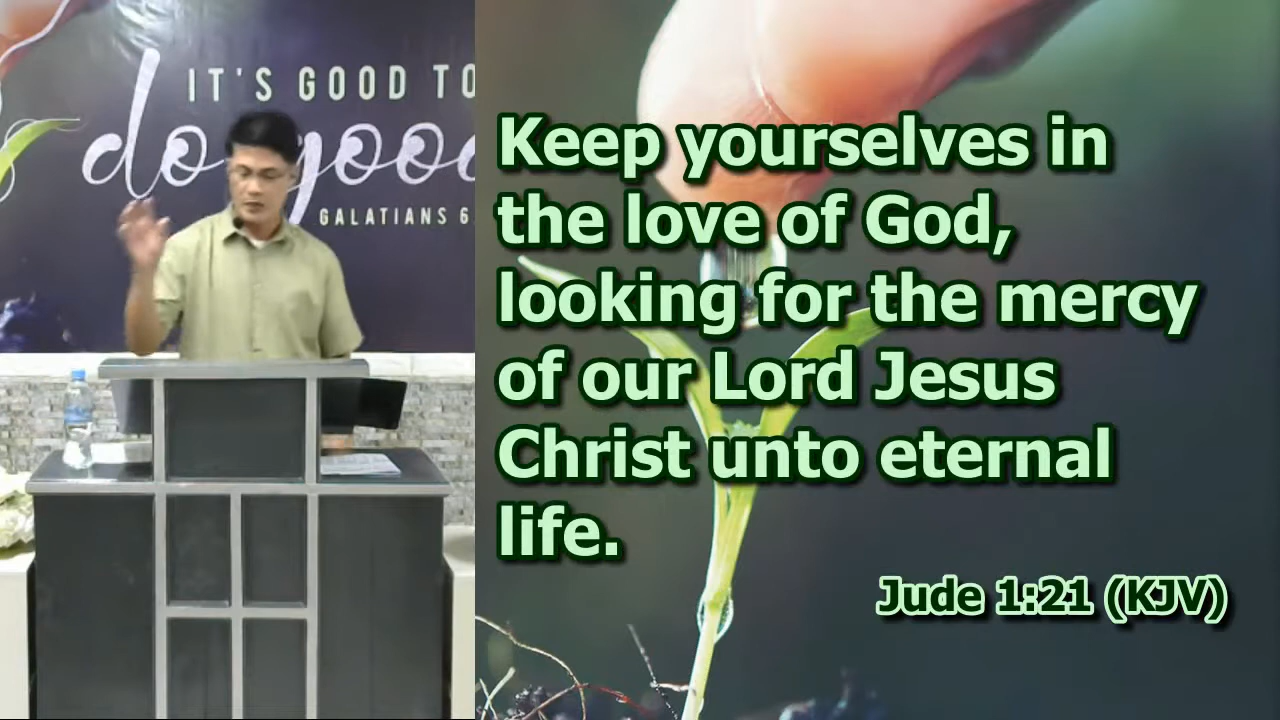 IT'S GOOD TO
do good
GALATIANS 6
Keep yourselves in
the love of God,
looking for the mercy
of our Lord Jesus
Christ unto eternal
life.
Jude 1:21 (KJV)